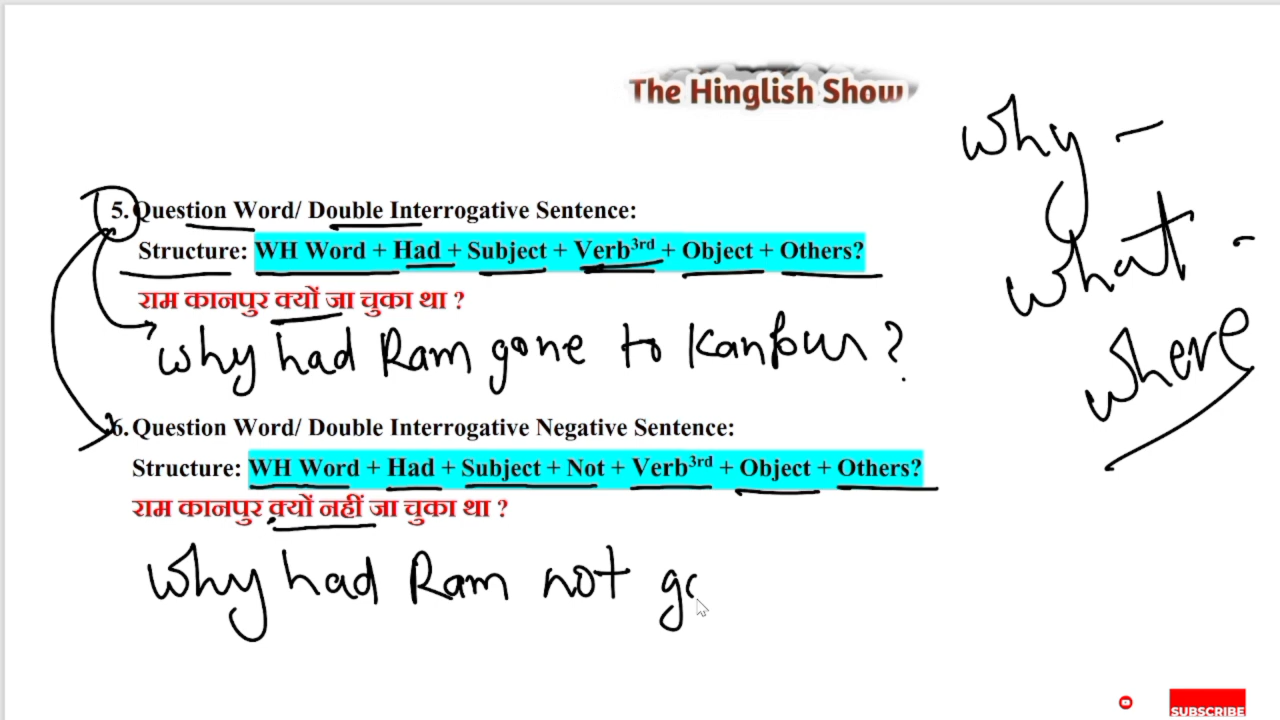 The Hinglish Show
why -
what -
where
5. Question Word/ Double Interrogative Sentence:
Structure: WH Word + Had + Subject + Verb3rd + Object + Others?
राम कानपुर क्यों जा चुका था ?
why had Ram gone to Kanpur ?
6. Question Word/ Double Interrogative Negative Sentence:
Structure: WH Word + Had + Subject + Not + Verb3rd + Object + Others?
राम कानपुर क्यों नहीं जा चुका था ?
why had Ram not go
SUBSCRIBE